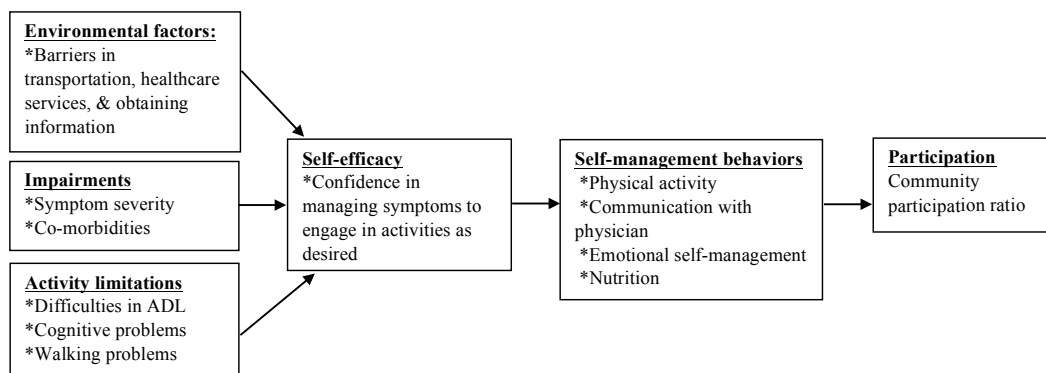 Environmental factors:
*Barriers in
transportation, healthcare
services, & obtaining
information
Impairments
*Symptom severity
*Co-morbidities
Activity limitations
*Difficulties in ADL
*Cognitive problems
*Walking problems
Self-efficacy
*Confidence in
managing symptoms to
engage in activities as
desired
Self-management behaviors
*Physical activity
*Communication with
physician
*Emotional self-management
*Nutrition
Participation
Community
participation ratio